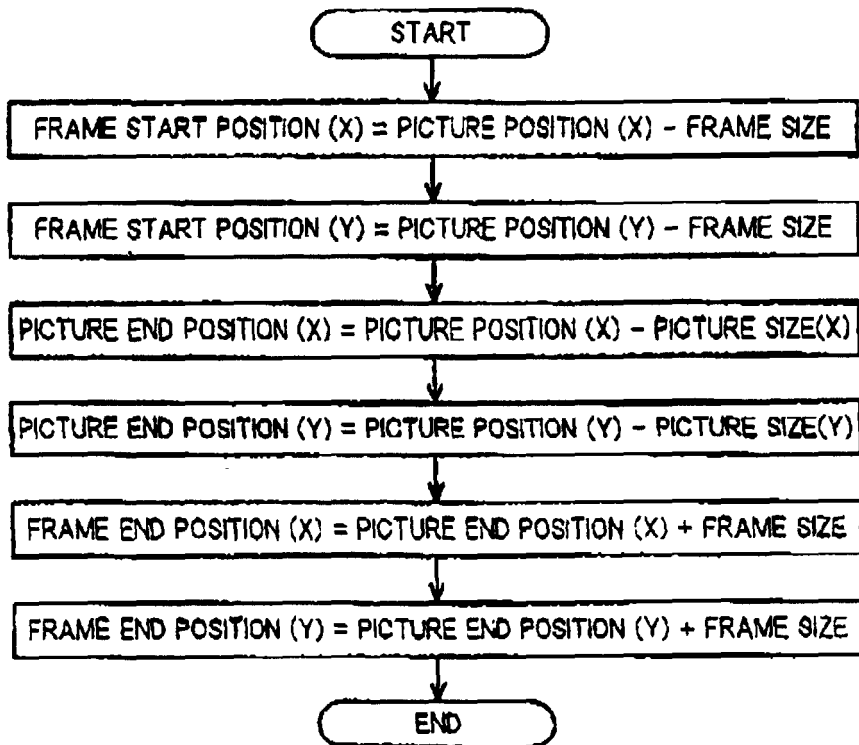 START
FRAME START POSITION (X) = PICTURE POSITION (X) - FRAME SIZE
FRAME START POSITION (Y) = PICTURE POSITION (Y) - FRAME SIZE
PICTURE END POSITION (X) = PICTURE POSITION (X) - PICTURE SIZE(X)
PICTURE END POSITION (Y) = PICTURE POSITION (Y) - PICTURE SIZE(Y)
FRAME END POSITION (X) = PICTURE END POSITION (X) + FRAME SIZE
FRAME END POSITION (Y) = PICTURE END POSITION (Y) + FRAME SIZE
END